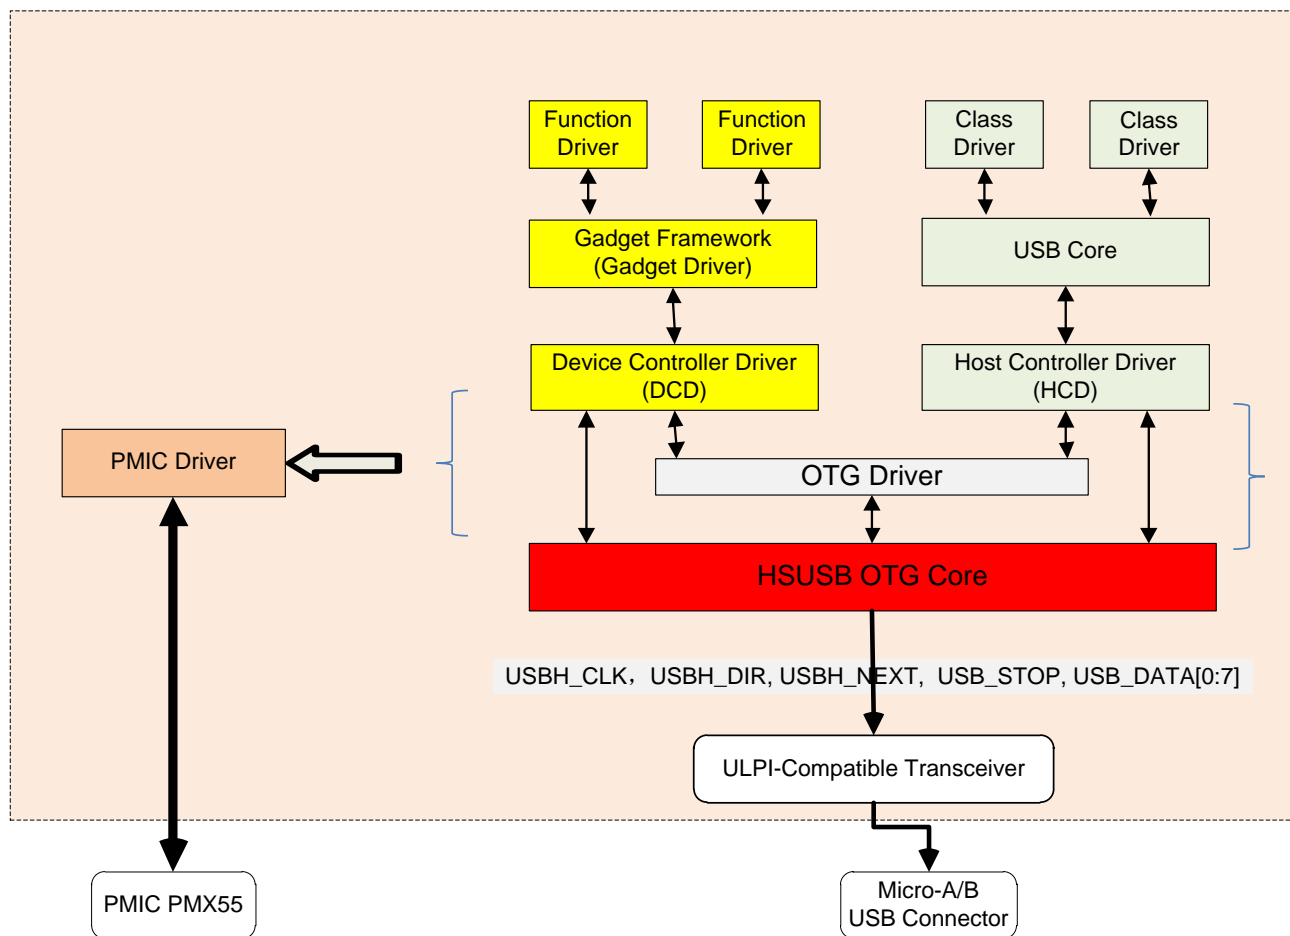 Function
Driver
Function
Driver
Class
Driver
Class
Driver
Gadget Framework
(Gadget Driver)
USB Core
Device Controller Driver
(DCD)
Host Controller Driver
(HCD)
PMIC Driver
OTG Driver
HSUSB OTG Core
USBH_CLK，USBH_DIR, USBH_NEXT, USB_STOP, USB_DATA[0:7]
ULPI-Compatible Transceiver
PMIC PMX55
Micro-A/B
USB Connector